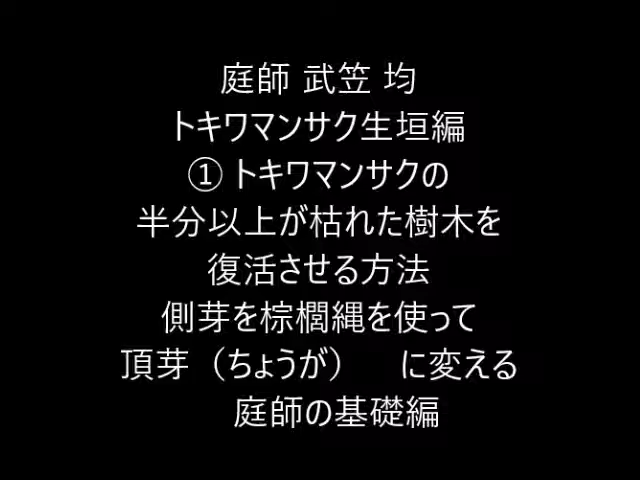 庭師 武笠 均
トキワマンサク生垣編
① トキワマンサクの
半分以上が枯れた樹木を
復活させる方法
側芽を棕櫚縄を使って
頂芽（ちょうが）　に変える
庭師の基礎編